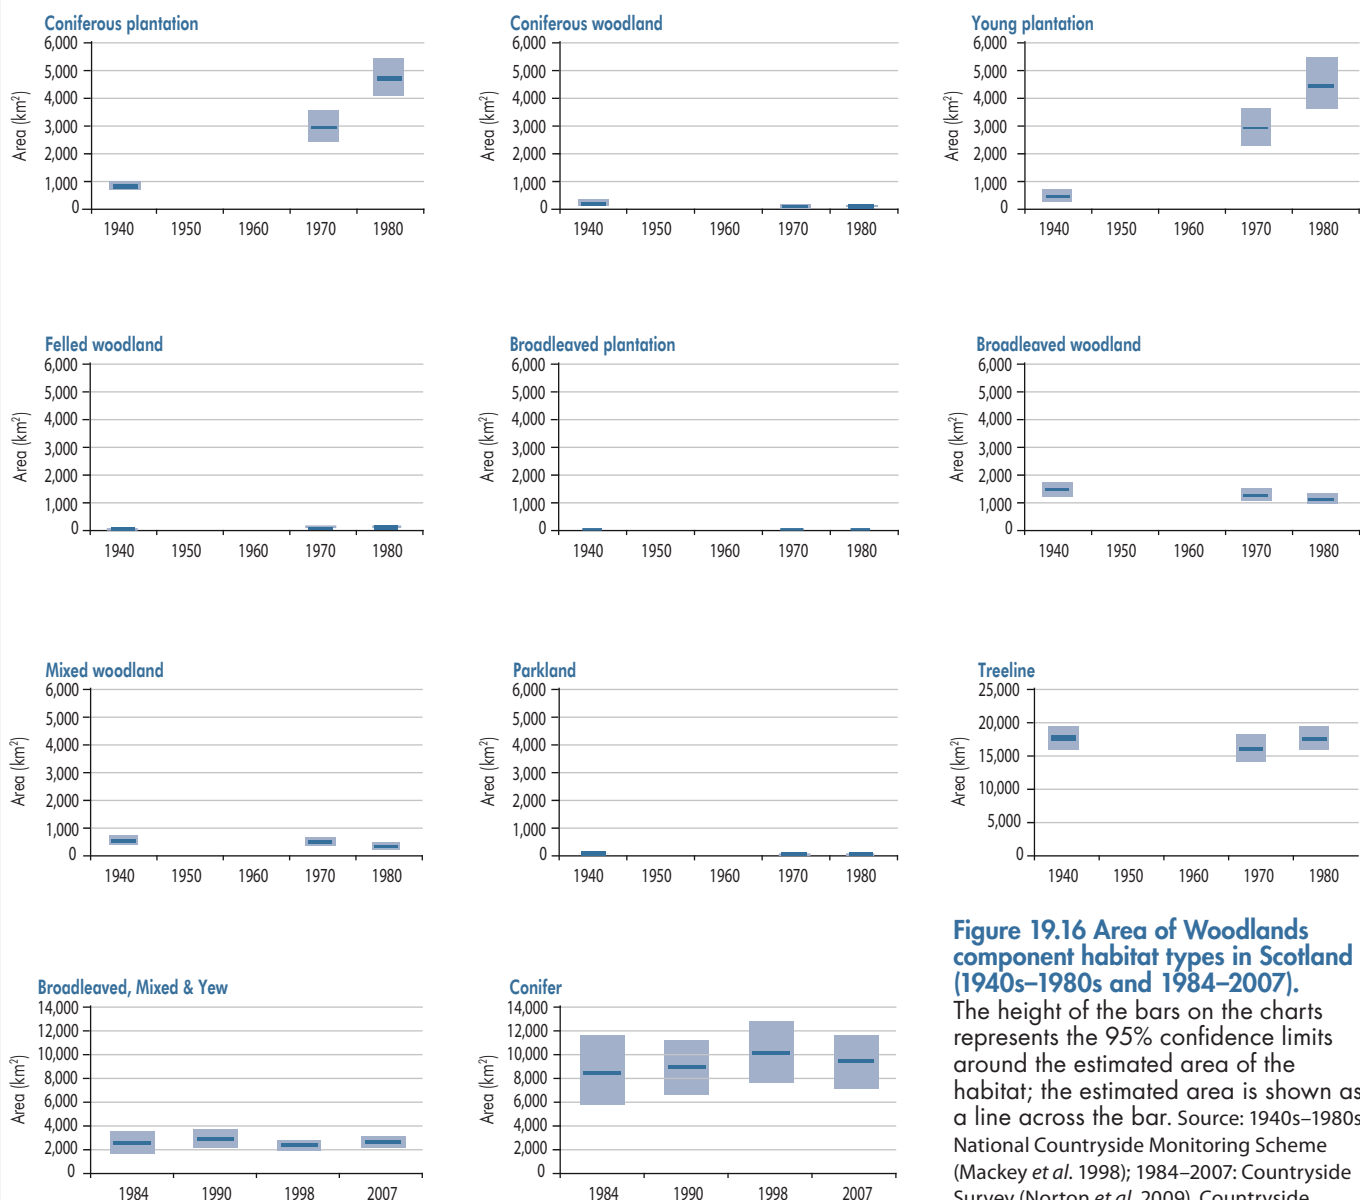 Coniferous plantation
6,000
5,000
4,000
3,000
2,000
1,000
0
Area (km²)
1940 1950 1960 1970 1980
Coniferous woodland
6,000
5,000
4,000
3,000
2,000
1,000
0
Area (km²)
1940 1950 1960 1970 1980
Young plantation
6,000
5,000
4,000
3,000
2,000
1,000
0
Area (km²)
1940 1950 1960 1970 1980
Felled woodland
6,000
5,000
4,000
3,000
2,000
1,000
0
Area (km²)
1940 1950 1960 1970 1980
Broadleaved plantation
6,000
5,000
4,000
3,000
2,000
1,000
0
Area (km²)
1940 1950 1960 1970 1980
Broadleaved woodland
6,000
5,000
4,000
3,000
2,000
1,000
0
Area (km²)
1940 1950 1960 1970 1980
Mixed woodland
6,000
5,000
4,000
3,000
2,000
1,000
0
Area (km²)
1940 1950 1960 1970 1980
Parkland
6,000
5,000
4,000
3,000
2,000
1,000
0
Area (km²)
1940 1950 1960 1970 1980
Treeline
25,000
20,000
15,000
10,000
5,000
0
Area (km²)
1940 1950 1960 1970 1980
Broadleaved, Mixed & Yew
14,000
12,000
10,000
8,000
6,000
4,000
2,000
0
Area (km²)
1984 1990 1998 2007
Conifer
14,000
12,000
10,000
8,000
6,000
4,000
2,000
0
Area (km²)
1984 1990 1998 2007
Figure 19.16 Area of Woodlands
component habitat types in Scotland
(1940s–1980s and 1984–2007).
The height of the bars on the charts
represents the 95% confidence limits
around the estimated area of the
habitat; the estimated area is shown as
a line across the bar. Source: 1940s–1980s
National Countryside Monitoring Scheme
(Mackey et al. 1998); 1984–2007: Countryside
Survey (Norton et al. 2009). Countryside